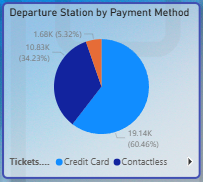 Departure Station by Payment Method
1.68K (5.32%)
10.83K
(34.23%)
19.14K
(60.46%)
Tickets.... Credit Card Contactless